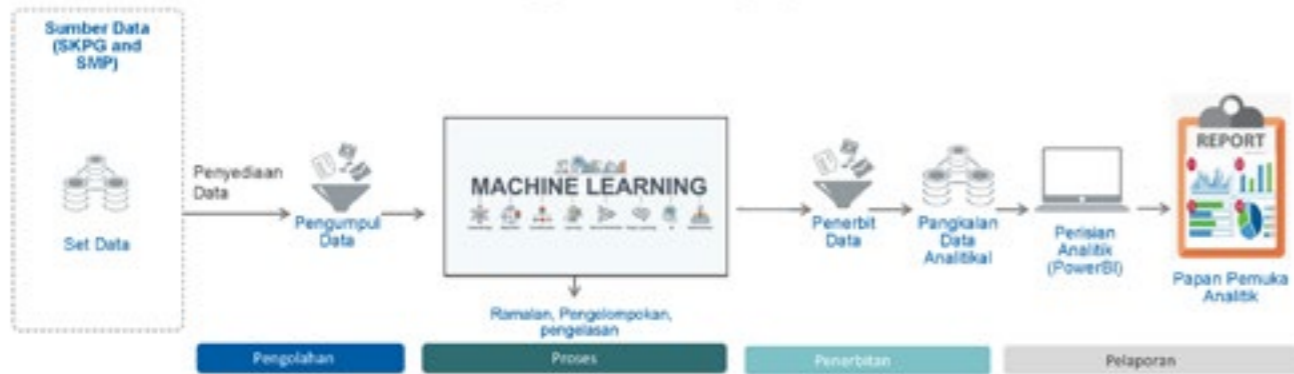 Sumber Data
(SKPG and
SMP)
Set Data
Penyediaan
Data
Pengumpul
Data
MACHINE LEARNING
Ramalan, Pengelompokan,
pengelasan
Penerbit
Data
Pangkalan
Data
Analitikal
Perisian
Analitik
(PowerBI)
REPORT
Papan Pemuka
Analitik
Pengolahan
Proses
Penerbitan
Pelaporan